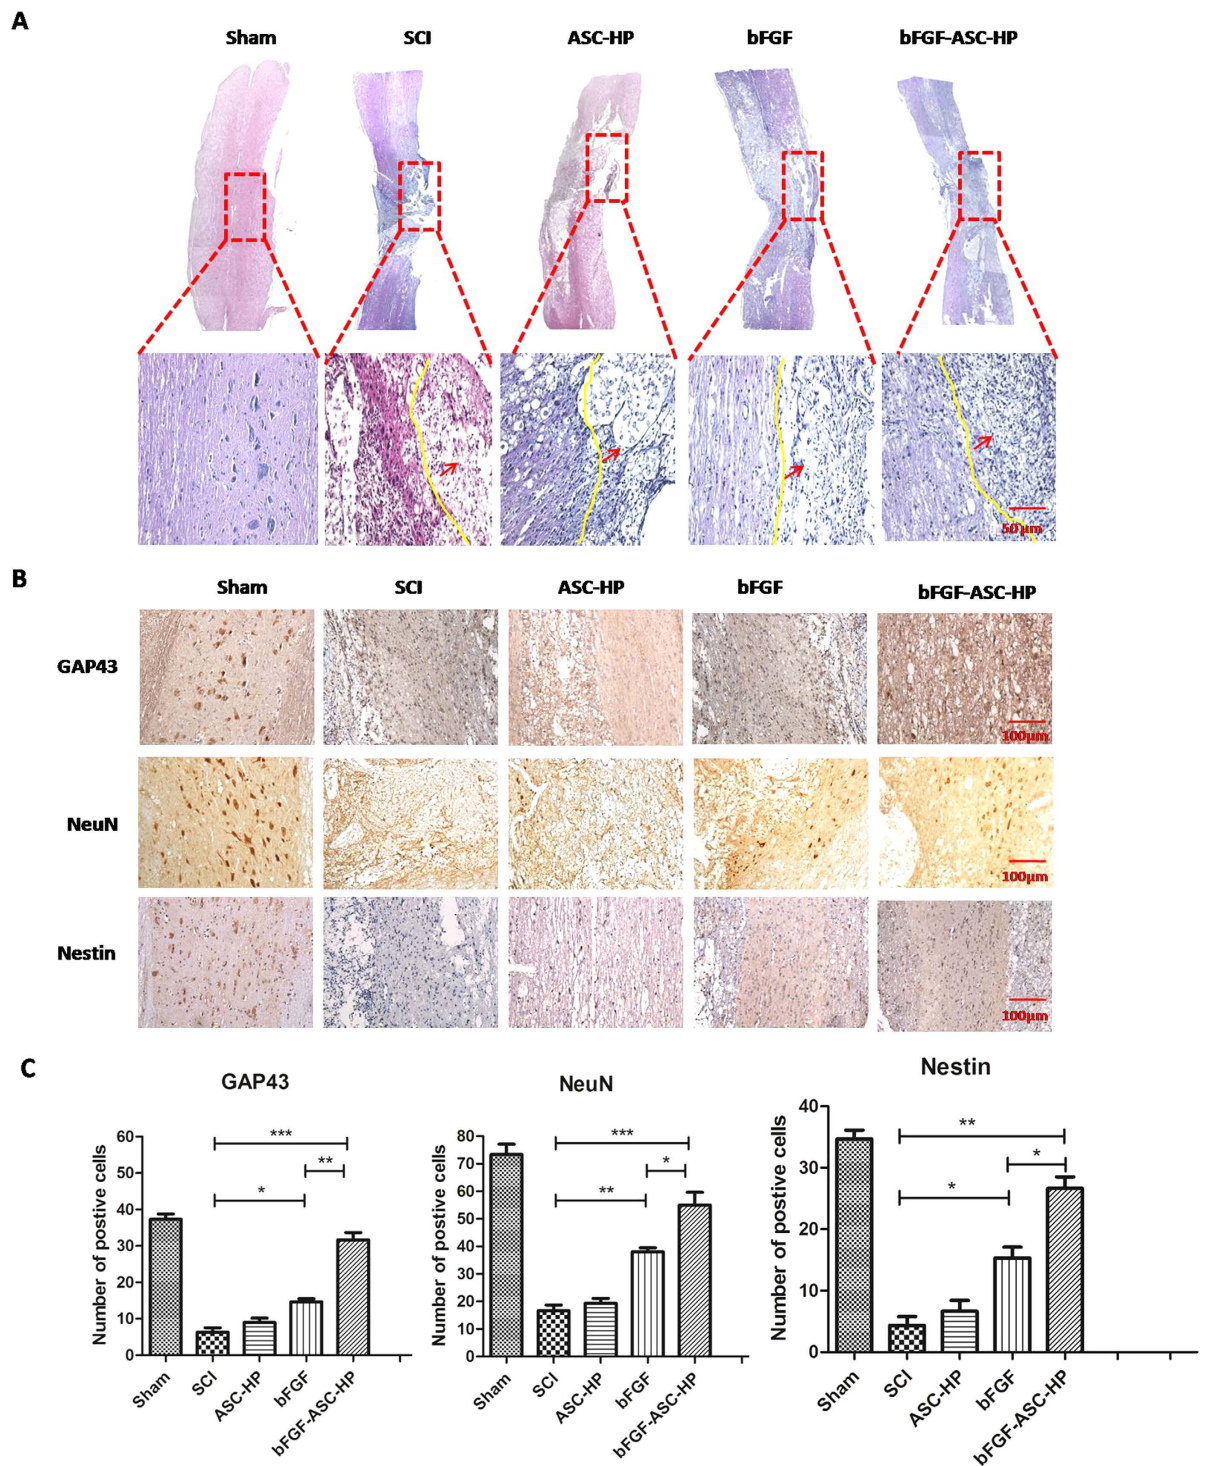 A
Sham SCI ASC-HP bFGF bFGF-ASC-HP
50 μm
B
Sham SCI ASC-HP bFGF bFGF-ASC-HP
GAP43
100μm
NeuN
100μm
Nestin
100μm
C
GAP43
Number of postive cells
60
50
40
30
20
10
0
***
**
*
Sham SCI ASC-HP bFGF bFGF-ASC-HP
NeuN
Number of postive cells
80
70
60
50
40
30
20
10
0
***
*
**
Sham SCI ASC-HP bFGF bFGF-ASC-HP
Nestin
Number of postive cells
40
30
20
10
0
**
*
*
Sham SCI ASC-HP bFGF bFGF-ASC-HP